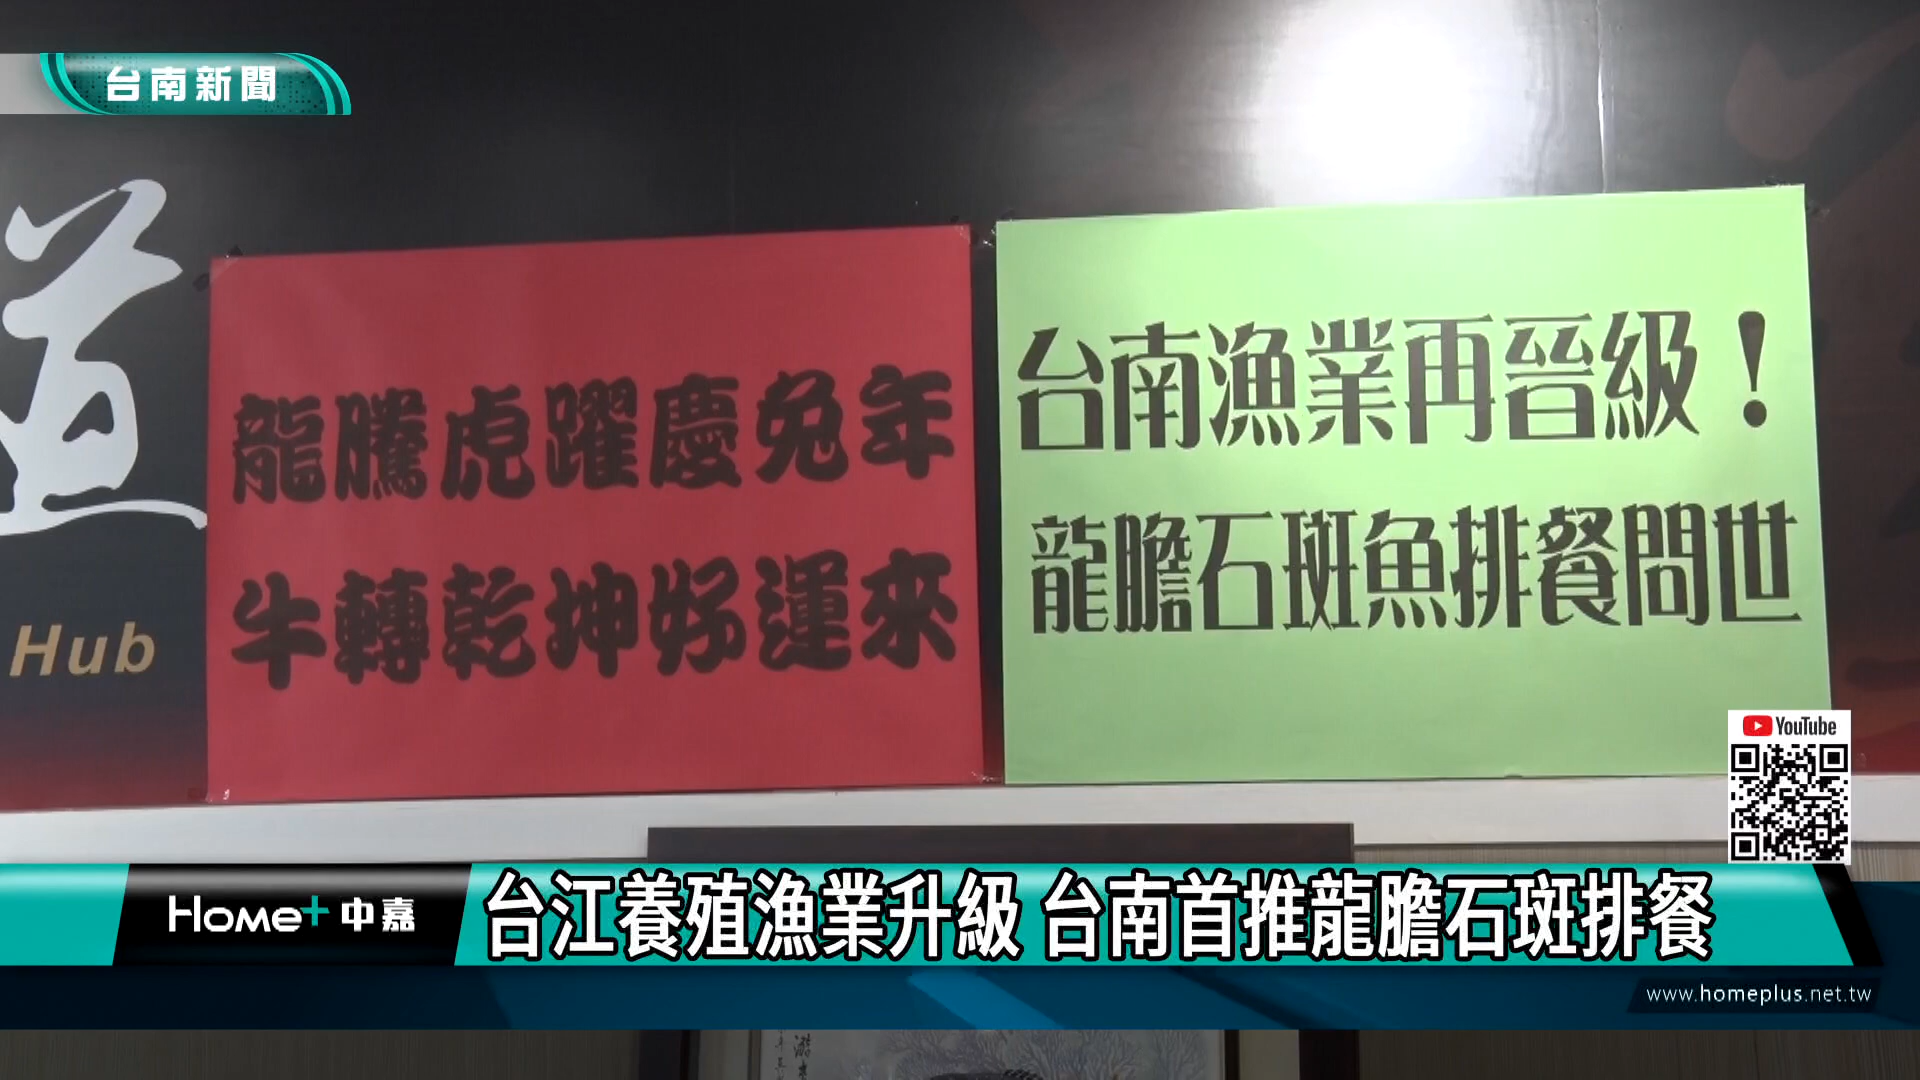 台南新聞
道
Hub
龍騰虎躍慶兔年
牛轉乾坤好運來
台南漁業再晉級！
龍膽石斑魚排餐問世
YouTube
Home+ 中嘉
台江養殖漁業升級 台南首推龍膽石斑排餐
www.homeplus.net.tw